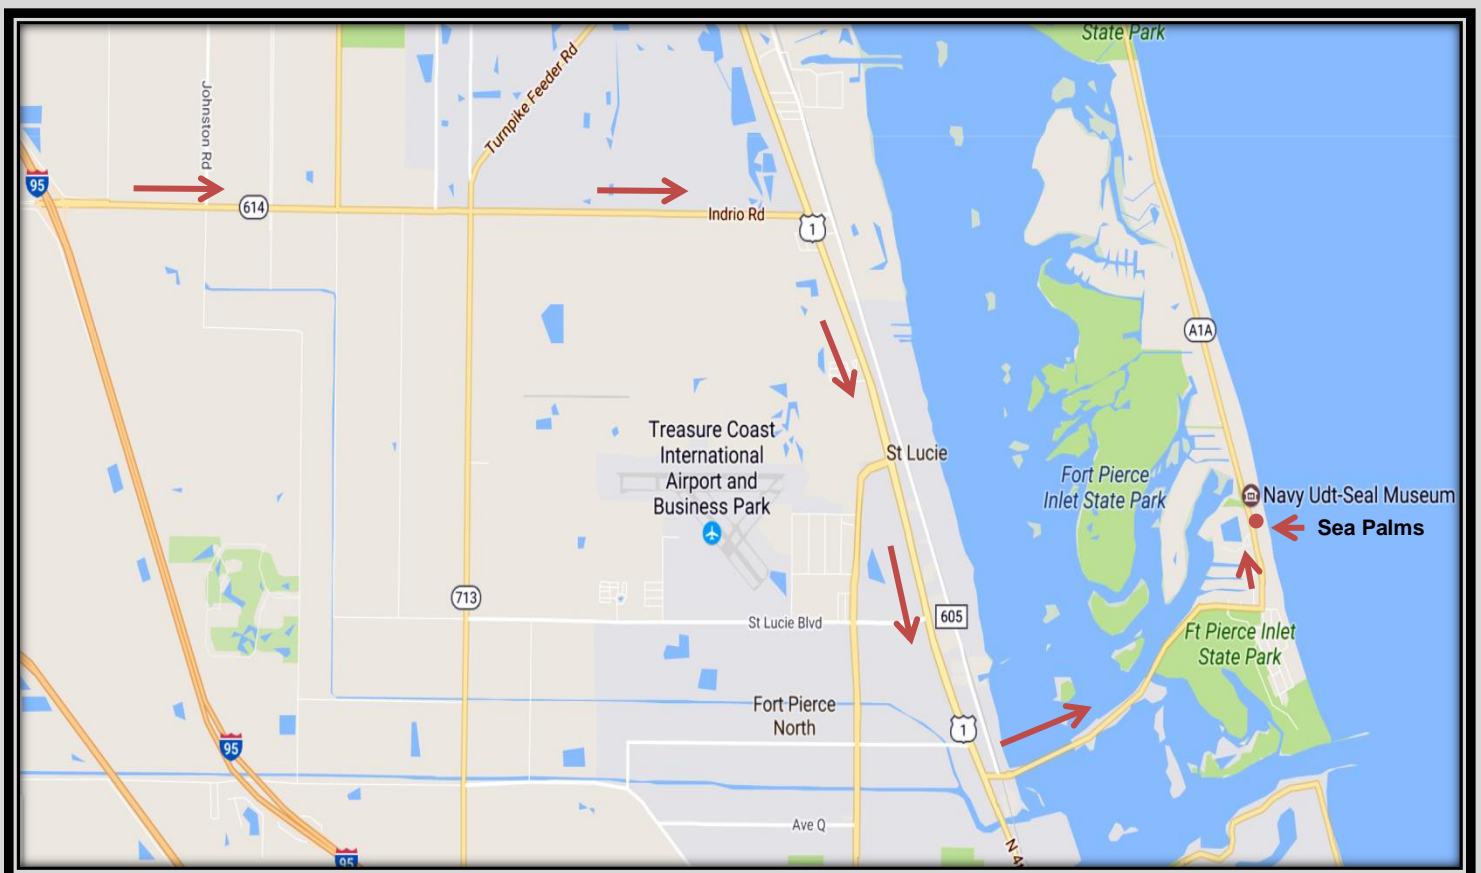 State Park
Turnpike Feeder Rd
Johnston Rd
95
614
Indrio Rd
1
A1A
Treasure Coast
International
Airport and
Business Park
St Lucie
Fort Pierce
Inlet State Park
Navy Udt-Seal Museum
Sea Palms
713
St Lucie Blvd
605
Ft Pierce Inlet
State Park
Fort Pierce
North
1
95
Ave Q
95